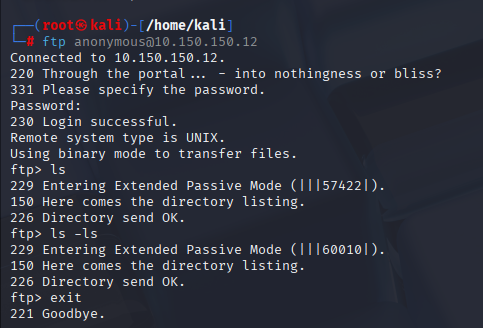 ┌──(root㉿kali)-[/home/kali]
└─# ftp anonymous@10.150.150.12
Connected to 10.150.150.12.
220 Through the portal... - into nothingness or bliss?
331 Please specify the password.
Password:
230 Login successful.
Remote system type is UNIX.
Using binary mode to transfer files.
ftp> ls
229 Entering Extended Passive Mode (|||57422|).
150 Here comes the directory listing.
226 Directory send OK.
ftp> ls -ls
229 Entering Extended Passive Mode (|||60010|).
150 Here comes the directory listing.
226 Directory send OK.
ftp> exit
221 Goodbye.